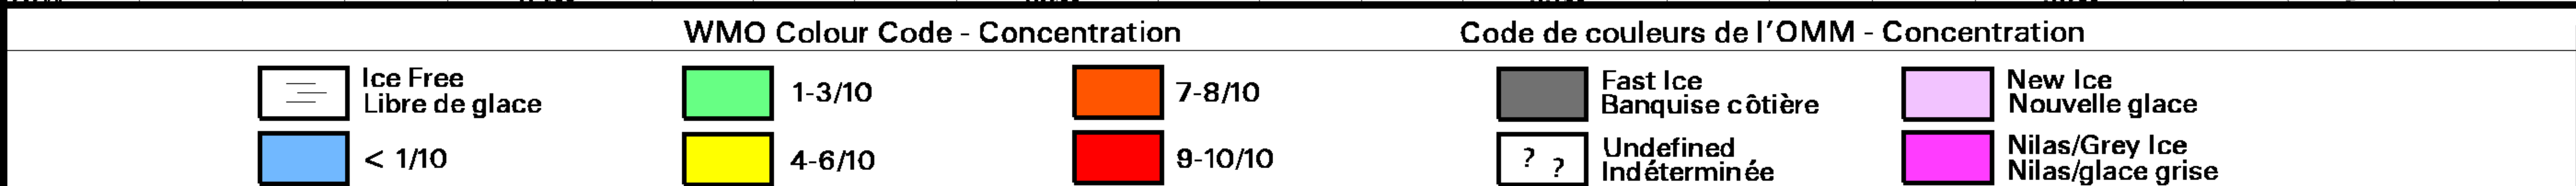 WMO Colour Code - Concentration
Code de couleurs de l'OMM - Concentration
Ice Free
Libre de glace
< 1/10
1-3/10
4-6/10
7-8/10
9-10/10
Fast Ice
Banquise côtière
? ?
Undefined
Indéterminée
New Ice
Nouvelle glace
Nilas/Grey Ice
Nilas/glace grise